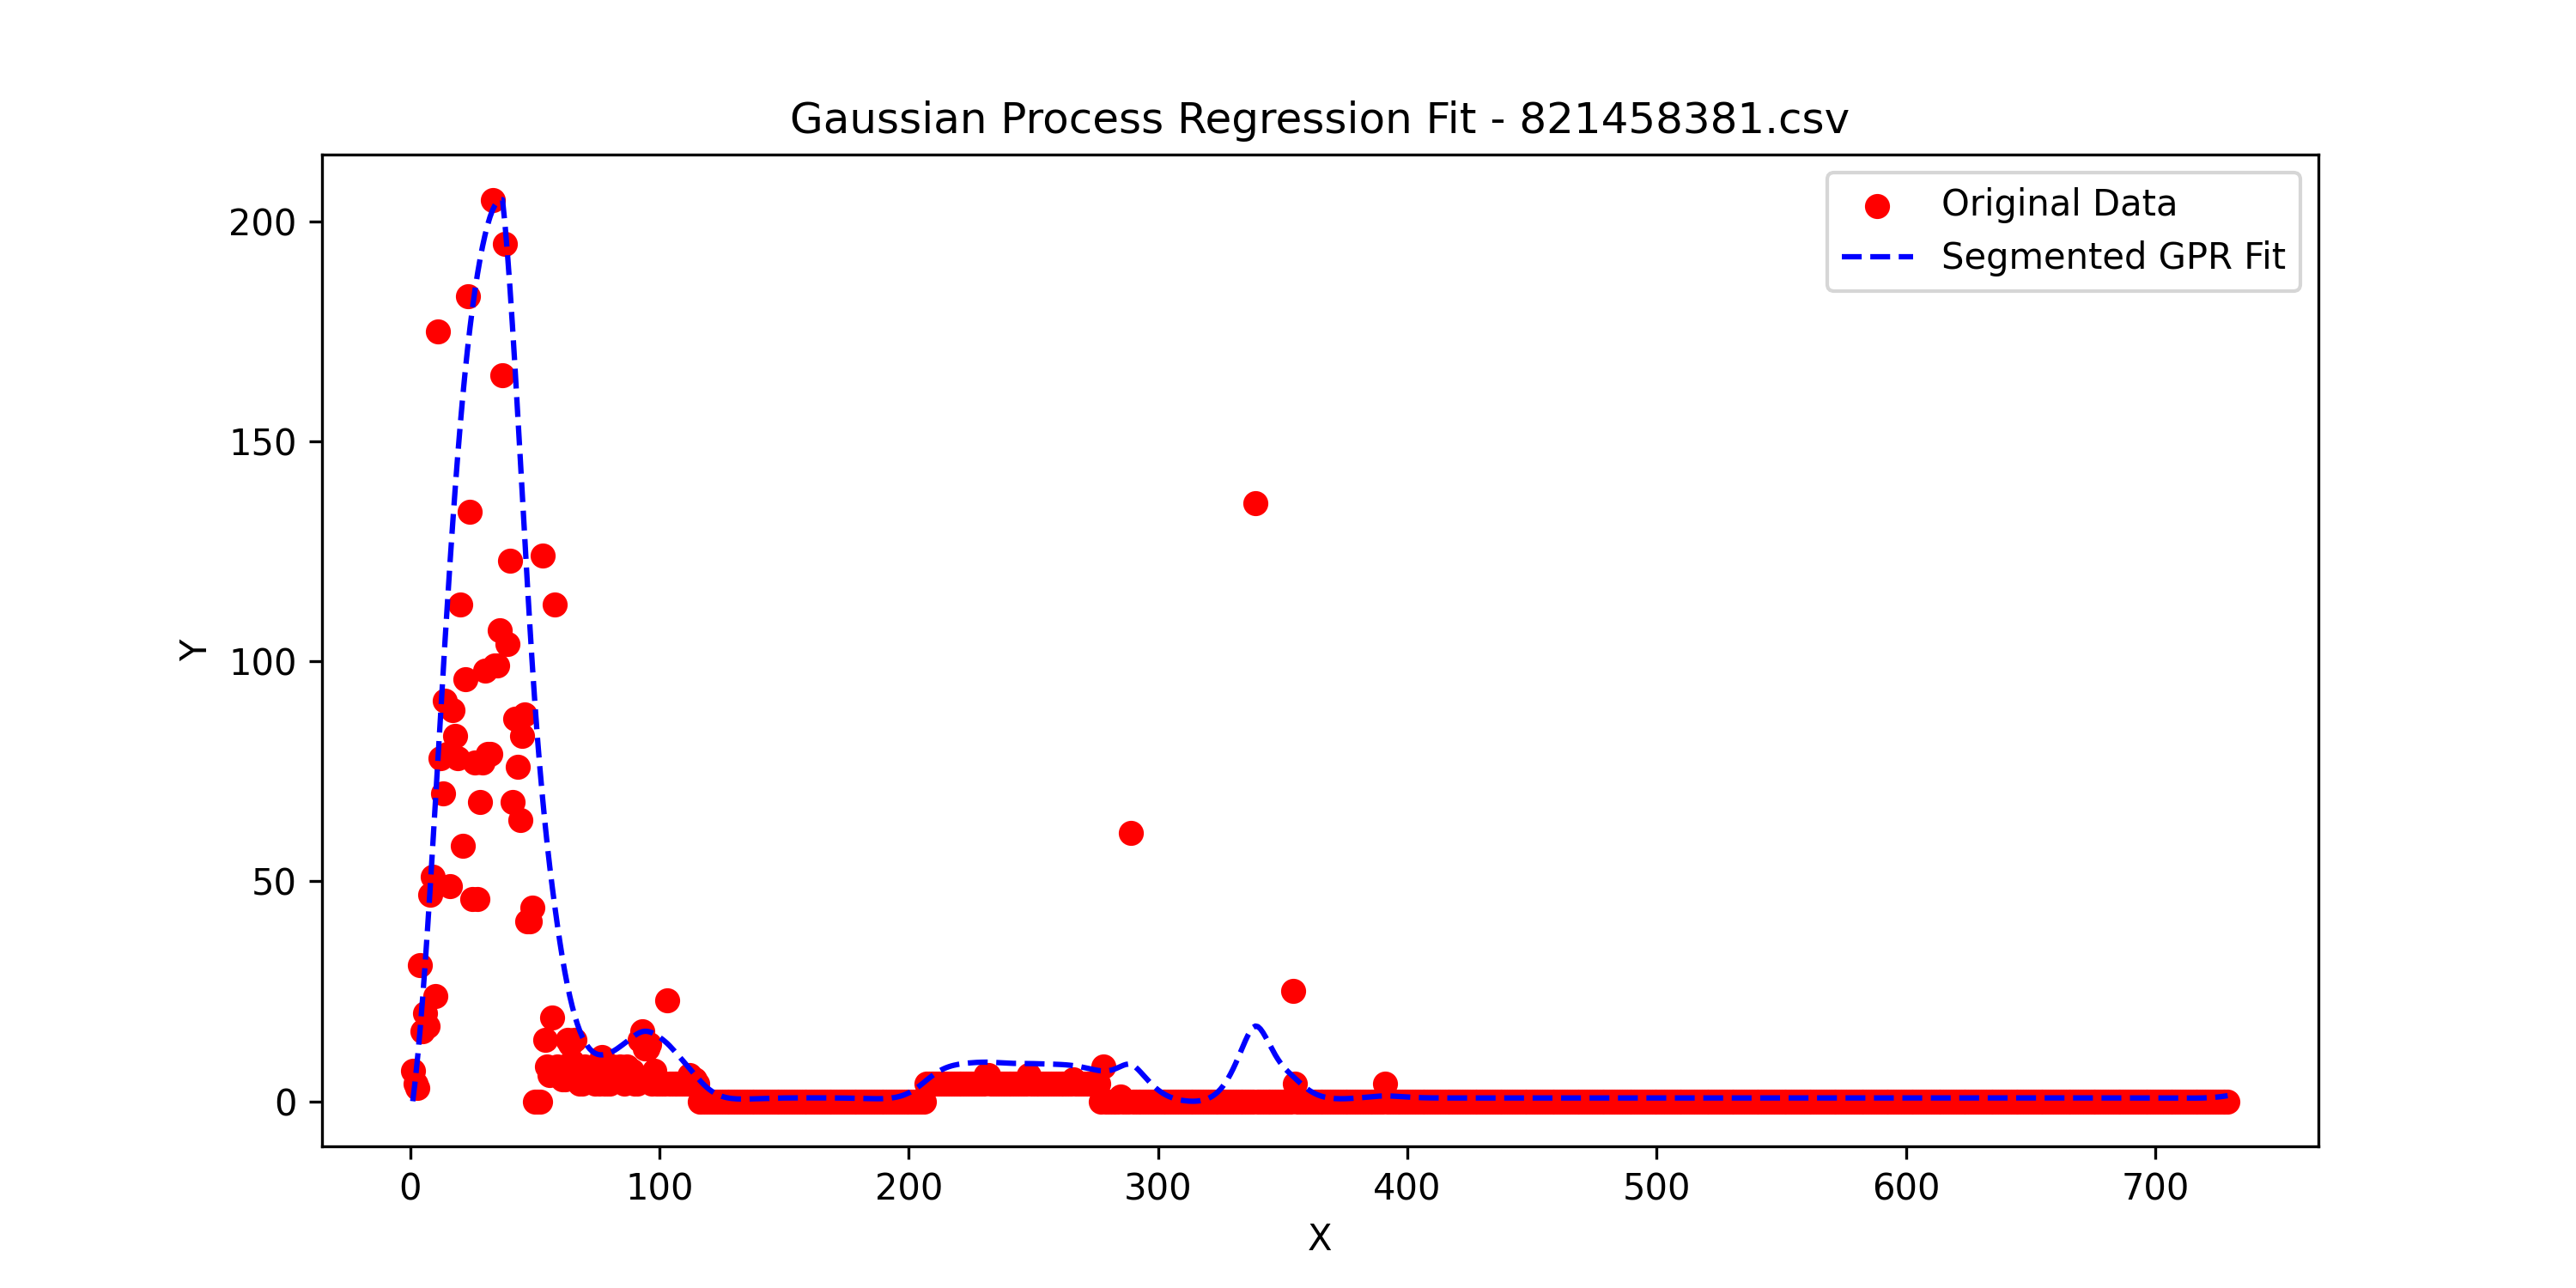 Gaussian Process Regression Fit - 821458381.csv
Original Data
Segmented GPR Fit
200
150
100
50
0
Y
0 100 200 300 400 500 600 700
X